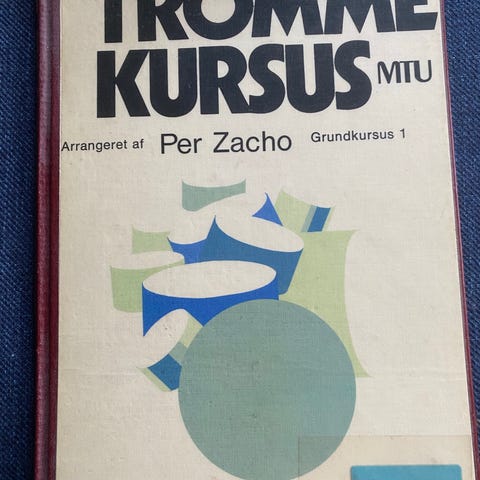 TROMME
KURSUS MTU
Arrangeret af Per Zacho Grundkursus 1